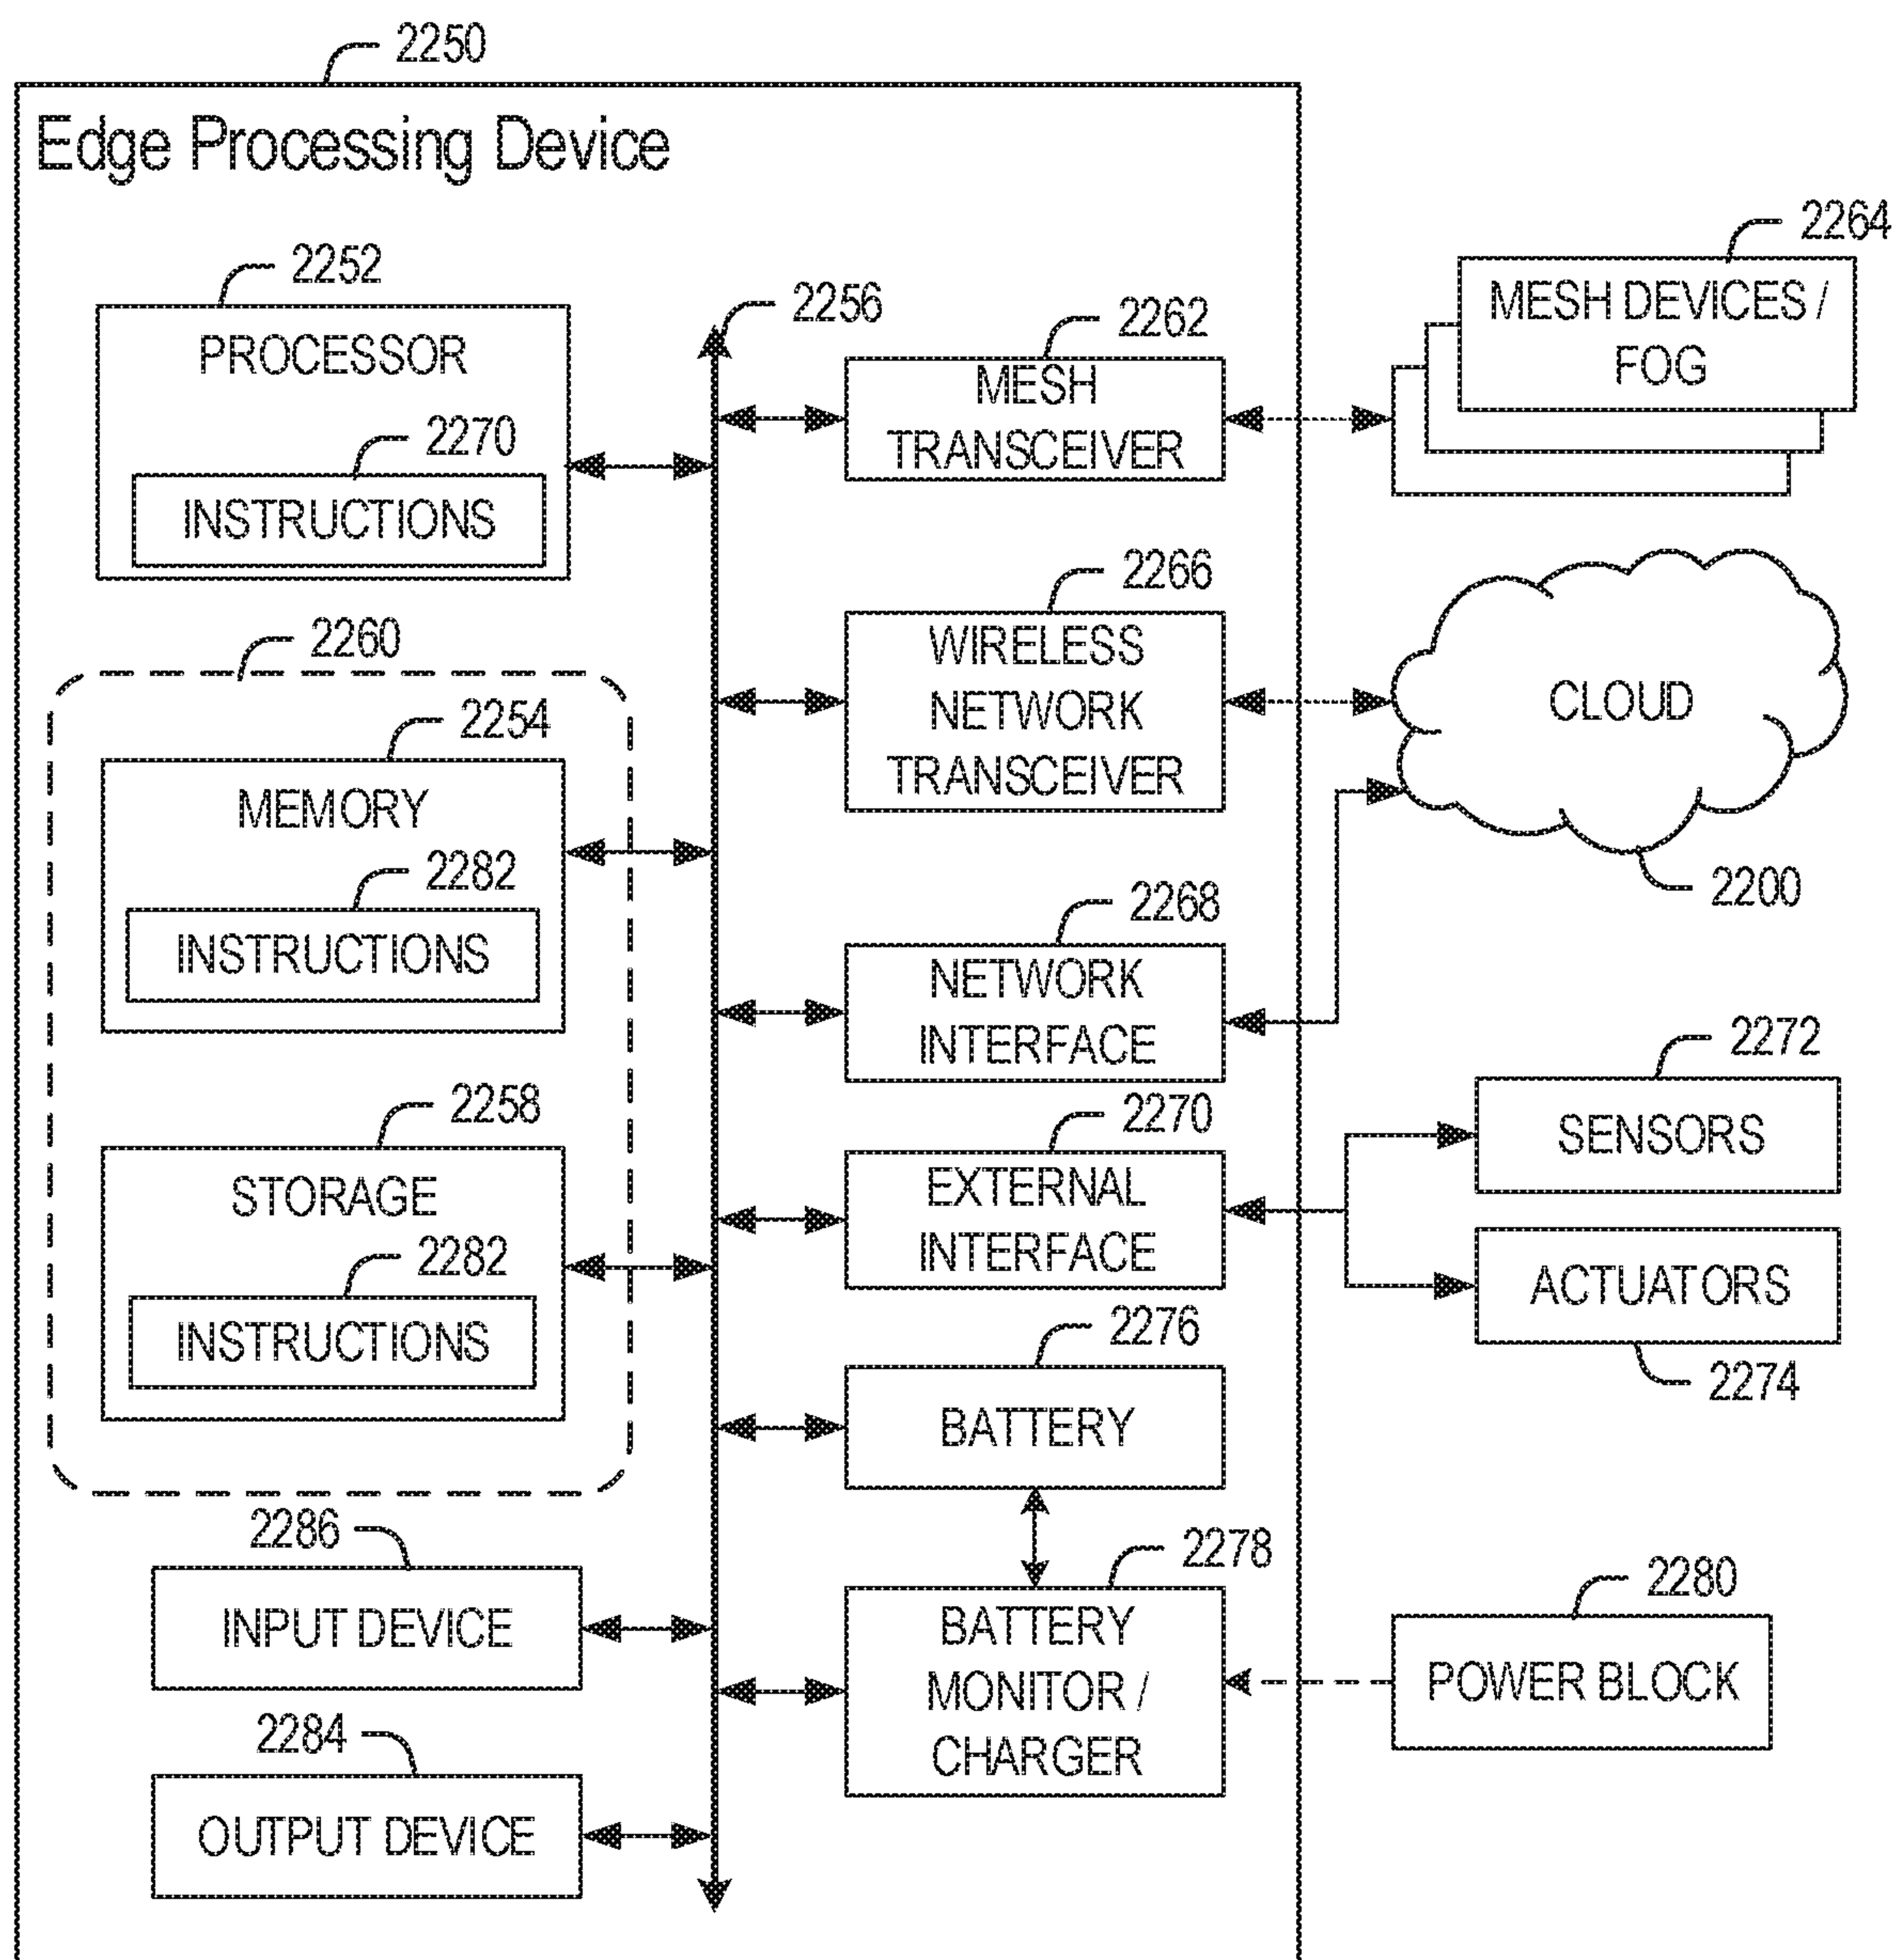 2250
Edge Processing Device
2252
PROCESSOR
2270
INSTRUCTIONS
2260
2254
MEMORY
2282
INSTRUCTIONS
2258
STORAGE
2282
INSTRUCTIONS
2286
INPUT DEVICE
2284
OUTPUT DEVICE
2256
2262
MESH
TRANSCEIVER
2266
WIRELESS
NETWORK
TRANSCEIVER
2268
NETWORK
INTERFACE
2270
EXTERNAL
INTERFACE
2276
BATTERY
2278
BATTERY
MONITOR /
CHARGER
2264
MESH DEVICES /
FOG
CLOUD
2200
2272
SENSORS
ACTUATORS
2274
2280
POWER BLOCK